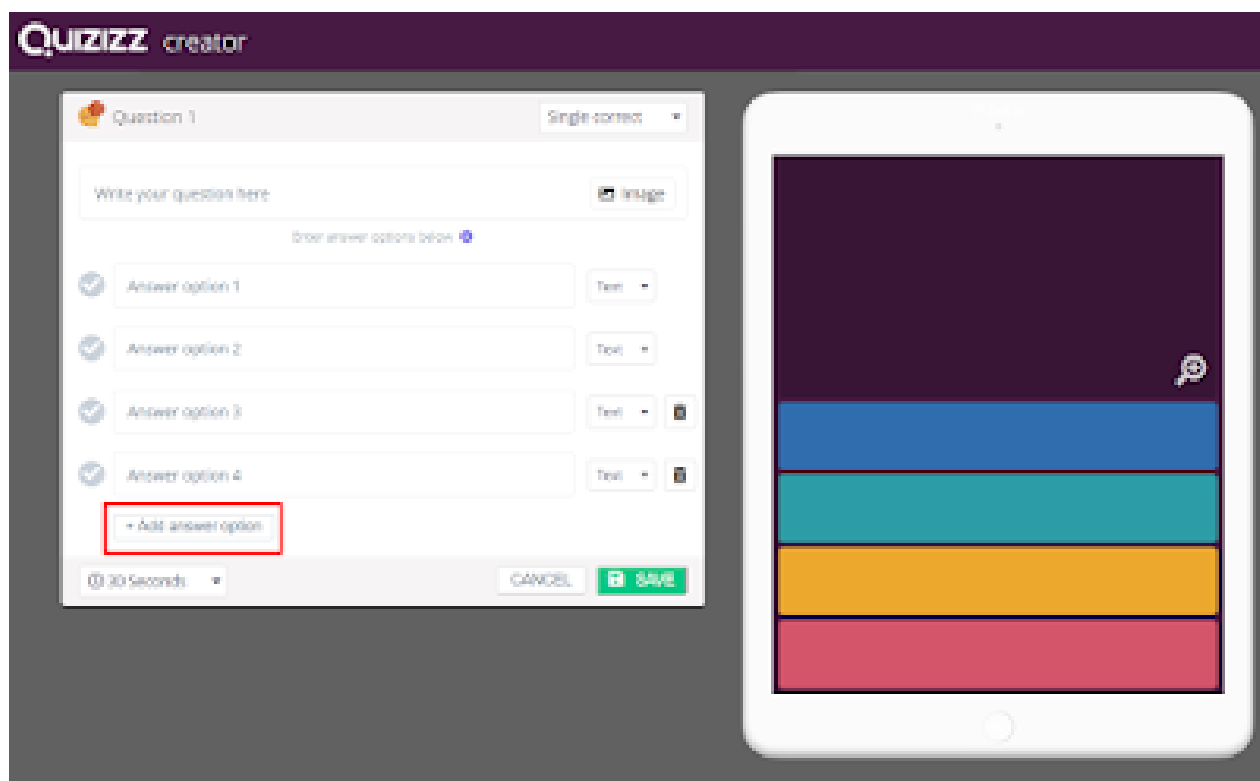 QUIZIZZ creator
Question 1
Single correct
Write your question here
Image
Enter answer options below
Answer option 1
Text
Answer option 2
Text
Answer option 3
Text
Answer option 4
Text
+ Add answer option
30 Seconds
CANCEL
SAVE